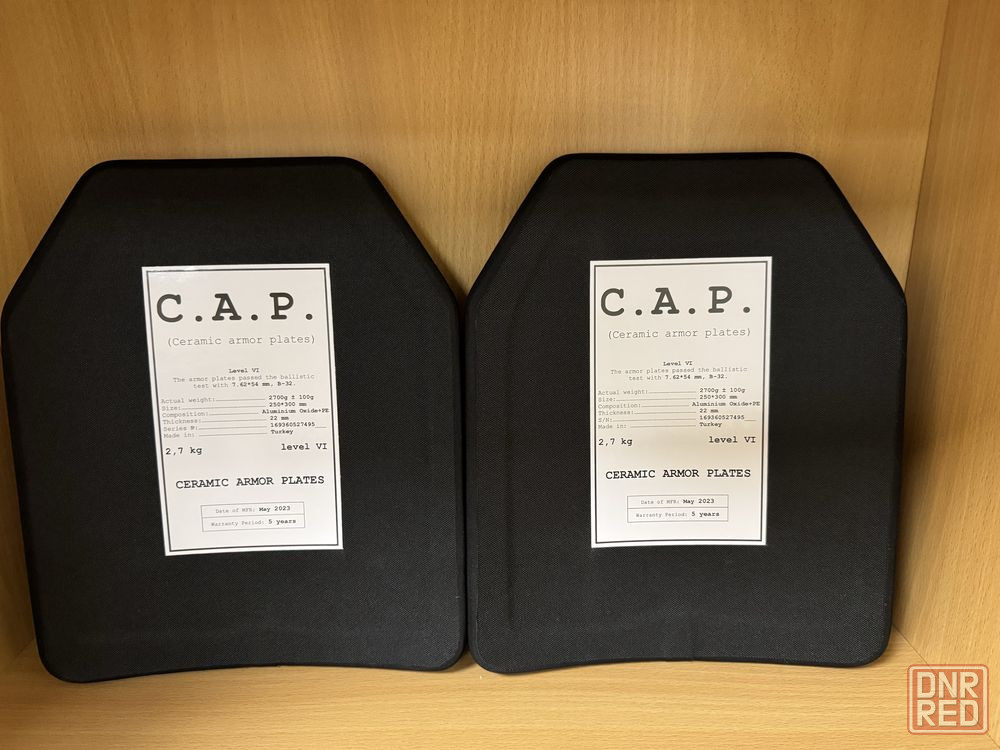 C.A.P.
(Ceramic armor plates)
Level VI
The armor plates passed the ballistic
test with 7.62*54 mm, B-32.
Actual weight: 2700g ± 100g
Size: 250*300 mm
Composition: Aluminium Oxide+PE
Thickness: 22 mm
Series #: 169360527495
Made in: Turkey
2,7 kg level VI
CERAMIC ARMOR PLATES
Date of MFR: May 2023
Warranty Period: 5 years
C.A.P.
(Ceramic armor plates)
Level VI
The armor plates passed the ballistic
test with 7.62*54 mm, B-32.
Actual weight: 2700g ± 100g
Size: 250*300 mm
Composition: Aluminium Oxide+PE
Thickness: 22 mm
S/N: 169360527495
Made in: Turkey
2,7 kg level VI
CERAMIC ARMOR PLATES
Date of MFR: May 2023
Warranty Period: 5 years
DNR
RED